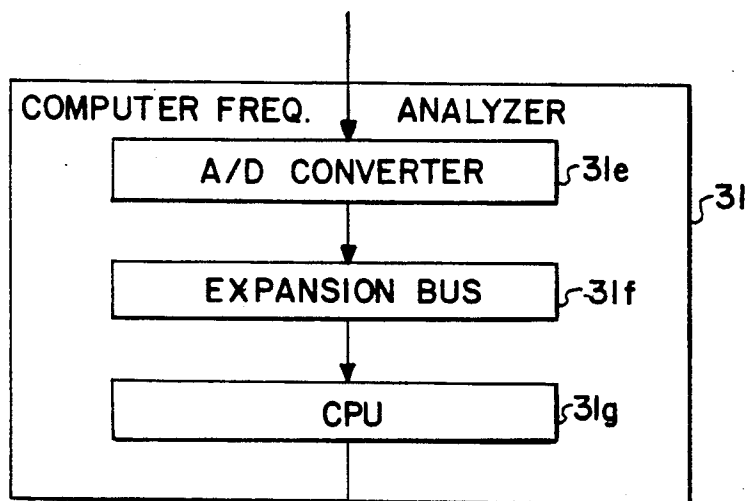 COMPUTER FREQ. ANALYZER
A/D CONVERTER
31e
31
EXPANSION BUS
31f
CPU
31g